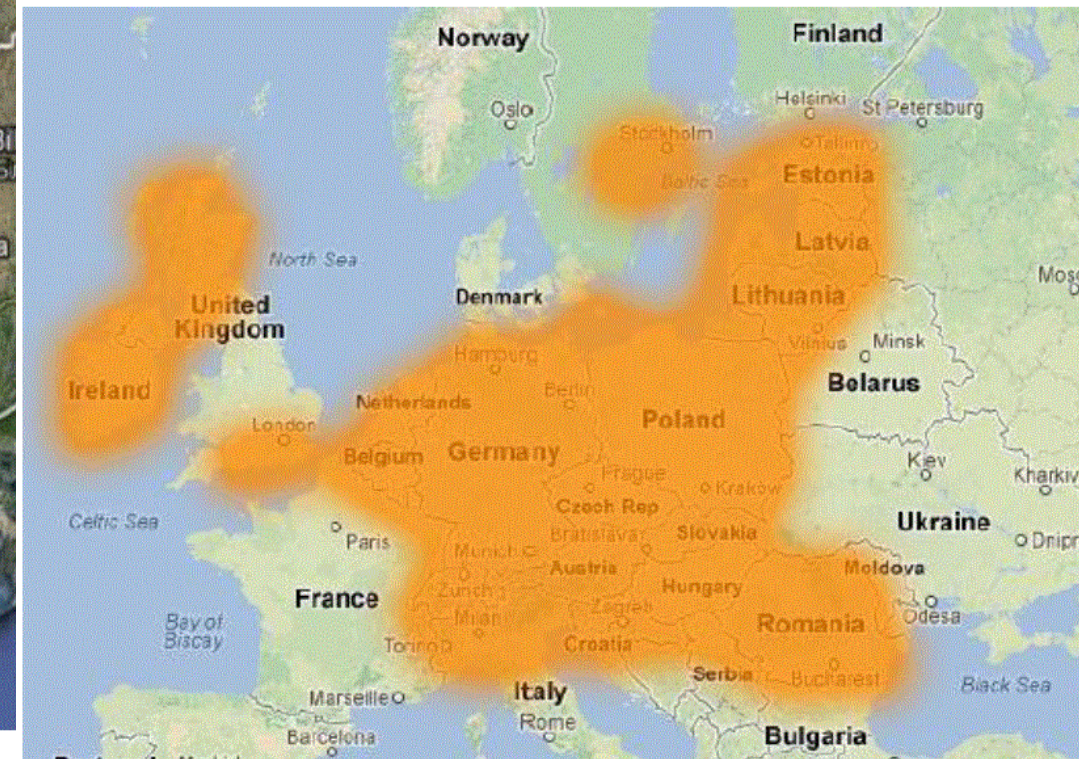 Norway
Finland
Oslo
Helsinki
St Petersburg
Stockholm
Tallinn
Baltic Sea
Estonia
Latvia
North Sea
Mosc
United
Kingdom
Denmark
Lithuania
Vilnius
Minsk
Hamburg
Ireland
Berlin
Belarus
Netherlands
London
Poland
Belgium
Germany
Kiev
Prague
Kraków
Kharkiv
Czech Rep
Celtic Sea
Paris
Bratislava
Slovakia
Ukraine
Dnipr
Munich
Austria
Moldova
Zurich
Hungary
France
Zagreb
Odesa
Bay of
Biscay
Milan
Romania
Torino
Croatia
Serbia
Bucharest
Black Sea
Marseille
Italy
Rome
Barcelona
Bulgaria